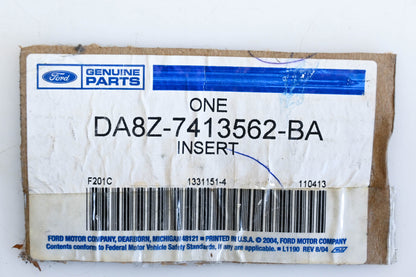 Ford
GENUINE
PARTS
ONE
DA8Z-7413562-BA
INSERT
F201C 1331151-4 110413
FORD MOTOR COMPANY, DEARBORN, MICHIGAN 48121 • PRINTED IN U.S.A. © 2004, FORD MOTOR COMPANY
Contents conform to Federal Motor Vehicle Safety Standards, if any are applicable. • L1190 REV 8/04